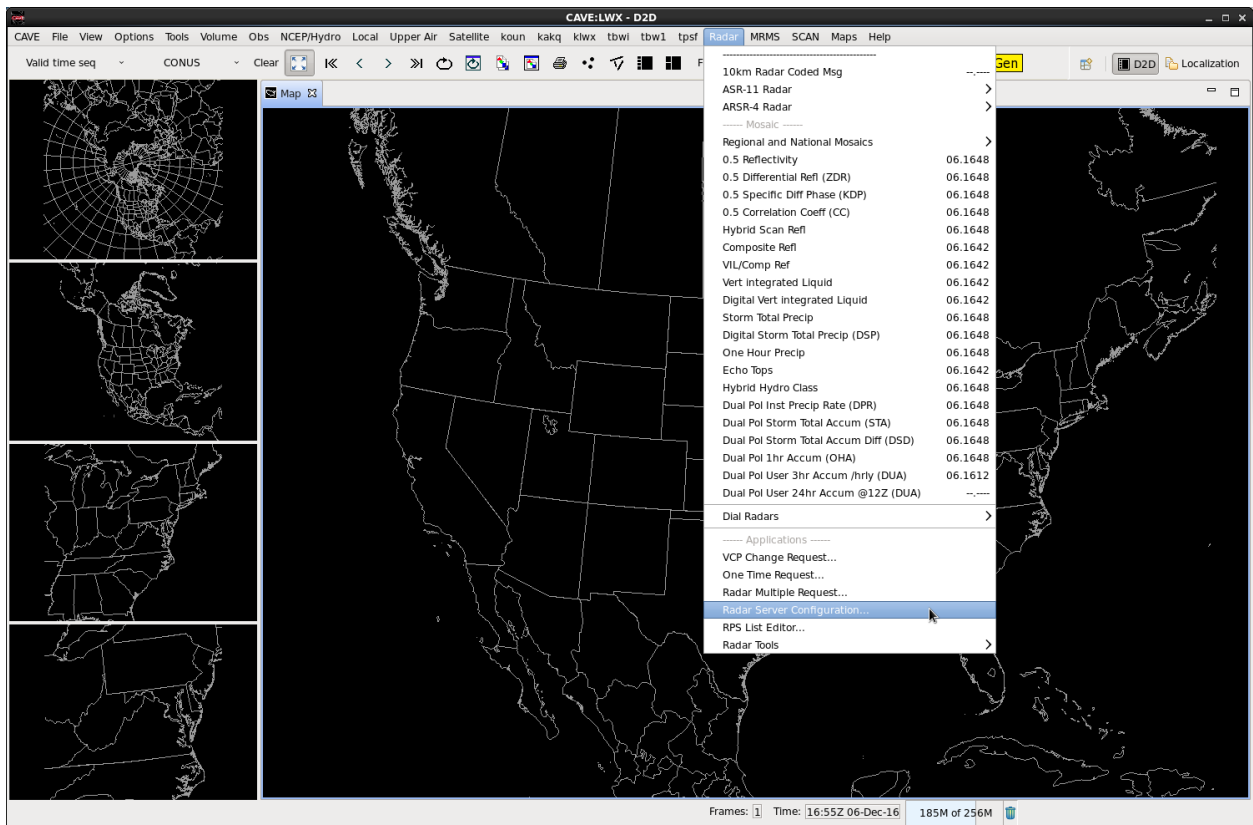 CAVE:LWX - D2D
CAVE File View Options Tools Volume Obs NCEP/Hydro Local Upper Air Satellite koun kakq klwx tbwi tbw1 tpsf Radar MRMS SCAN Maps Help
Valid time seq CONUS Clear F Gen D2D Localization
Map
10km Radar Coded Msg --.----
ASR-11 Radar
ARSR-4 Radar
------ Mosaic ------
Regional and National Mosaics
0.5 Reflectivity 06.1648
0.5 Differential Refl (ZDR) 06.1648
0.5 Specific Diff Phase (KDP) 06.1648
0.5 Correlation Coeff (CC) 06.1648
Hybrid Scan Refl 06.1648
Composite Refl 06.1642
VIL/Comp Ref 06.1642
Vert integrated Liquid 06.1642
Digital Vert integrated Liquid 06.1642
Storm Total Precip 06.1648
Digital Storm Total Precip (DSP) 06.1648
One Hour Precip 06.1648
Echo Tops 06.1642
Hybrid Hydro Class 06.1648
Dual Pol Inst Precip Rate (DPR) 06.1648
Dual Pol Storm Total Accum (STA) 06.1648
Dual Pol Storm Total Accum Diff (DSD) 06.1648
Dual Pol 1hr Accum (OHA) 06.1648
Dual Pol User 3hr Accum /hrly (DUA) 06.1612
Dual Pol User 24hr Accum @12Z (DUA) --.----
Dial Radars
------ Applications ------
VCP Change Request...
One Time Request...
Radar Multiple Request...
Radar Server Configuration...
RPS List Editor...
Radar Tools
Frames: 1 Time: 16:55Z 06-Dec-16 185M of 256M